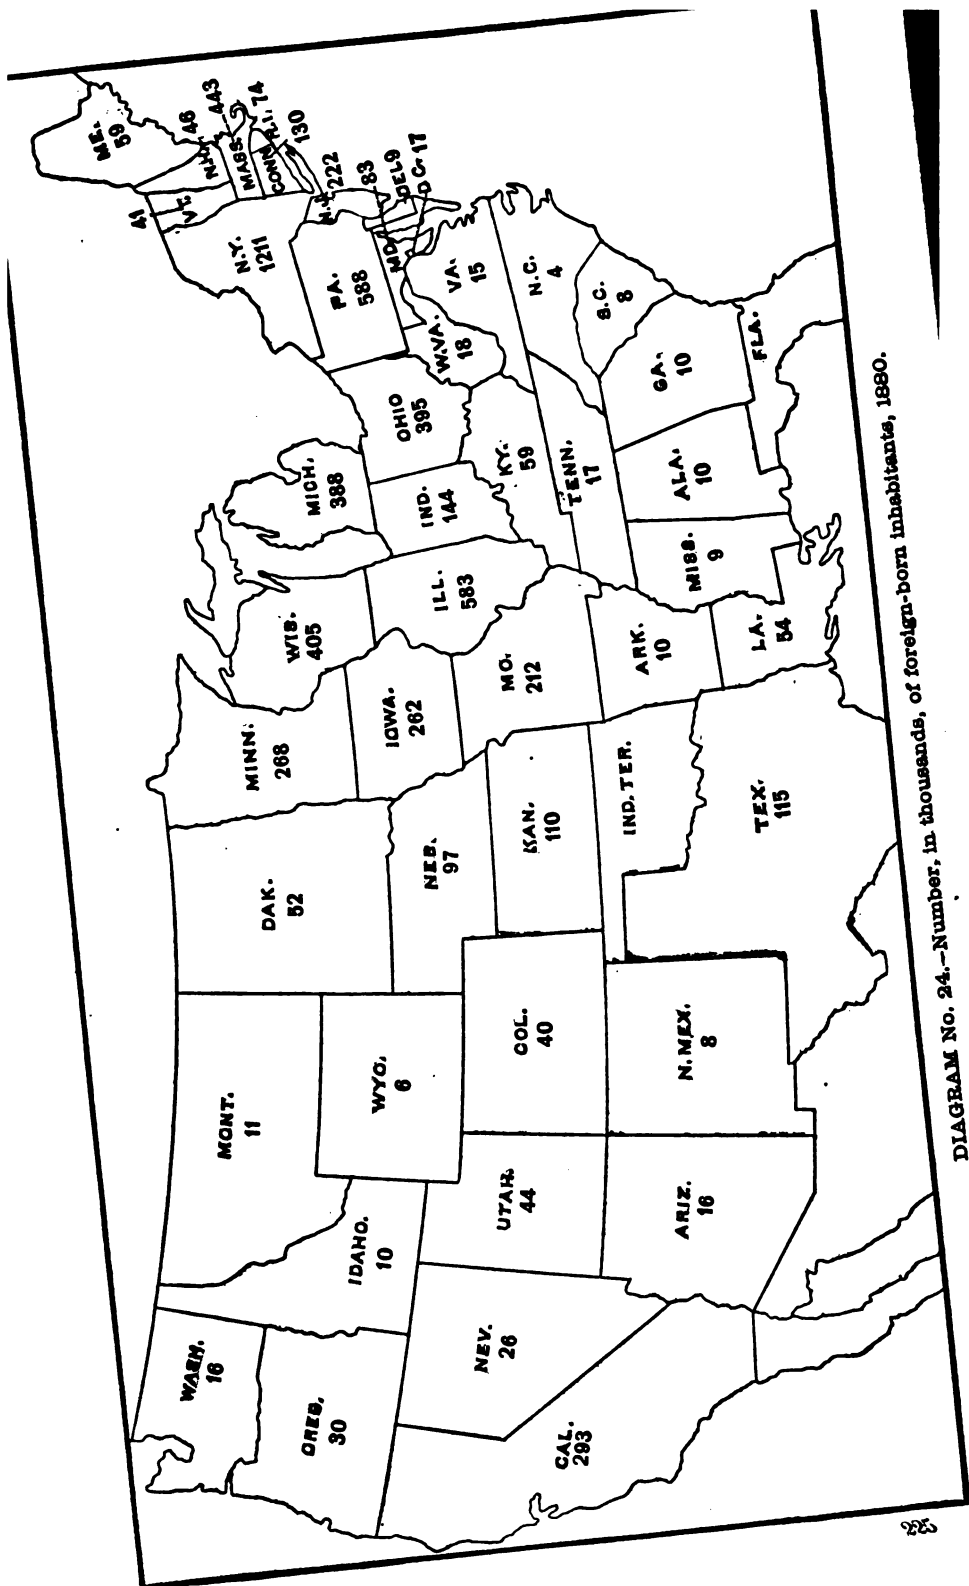 WASH.
16
OREG.
30
CAL.
293
NEV.
26
IDAHO.
10
MONT.
11
WYO.
6
UTAH.
44
COL.
40
ARIZ.
16
N. MEX.
8
DAK.
52
NEB.
97
KAN.
110
IND. TER.
TEX.
115
MINN.
268
IOWA.
262
MO.
212
ARK.
10
LA.
54
WIS.
405
ILL.
583
MICH.
388
IND.
144
OHIO
395
KY.
59
TENN.
17
MISS.
9
ALA.
10
GA.
10
FLA.
S.C.
8
N.C.
4
VA.
15
W.VA.
18
MD.
83
DEL 9
D C. 17
PA.
588
N.J.
222
N.Y.
1211
CONN.
130
R.I. 74
MASS.
443
VT.
41
N.H. 46
ME.
59
DIAGRAM No. 24.—Number, in thousands, of foreign-born inhabitants, 1880.
225